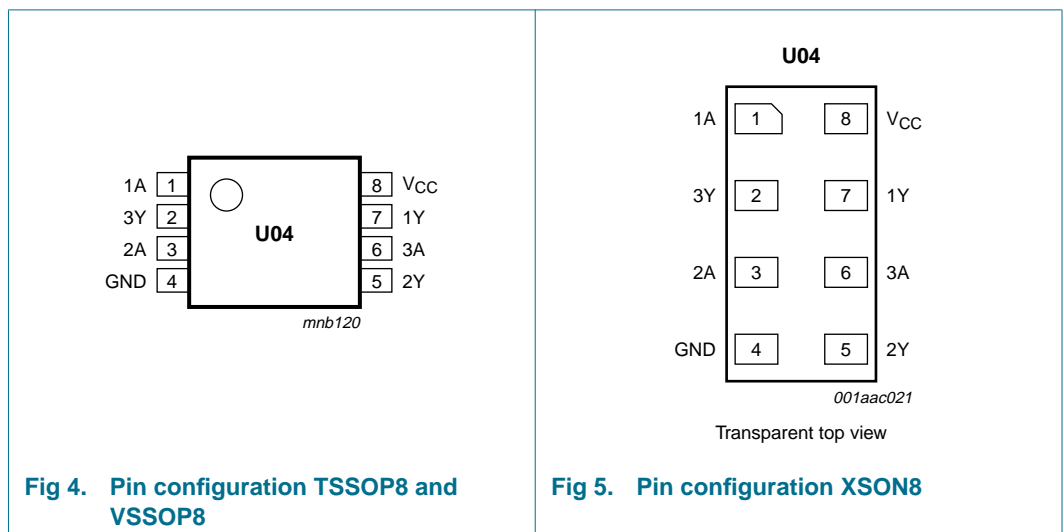 1A 1 8 VCC
3Y 2 7 1Y
2A 3 6 3A
GND 4 5 2Y
U04
mnb120
Fig 4. Pin configuration TSSOP8 and
VSSOP8
U04
1A 1 8 VCC
3Y 2 7 1Y
2A 3 6 3A
GND 4 5 2Y
001aac021
Transparent top view
Fig 5. Pin configuration XSON8